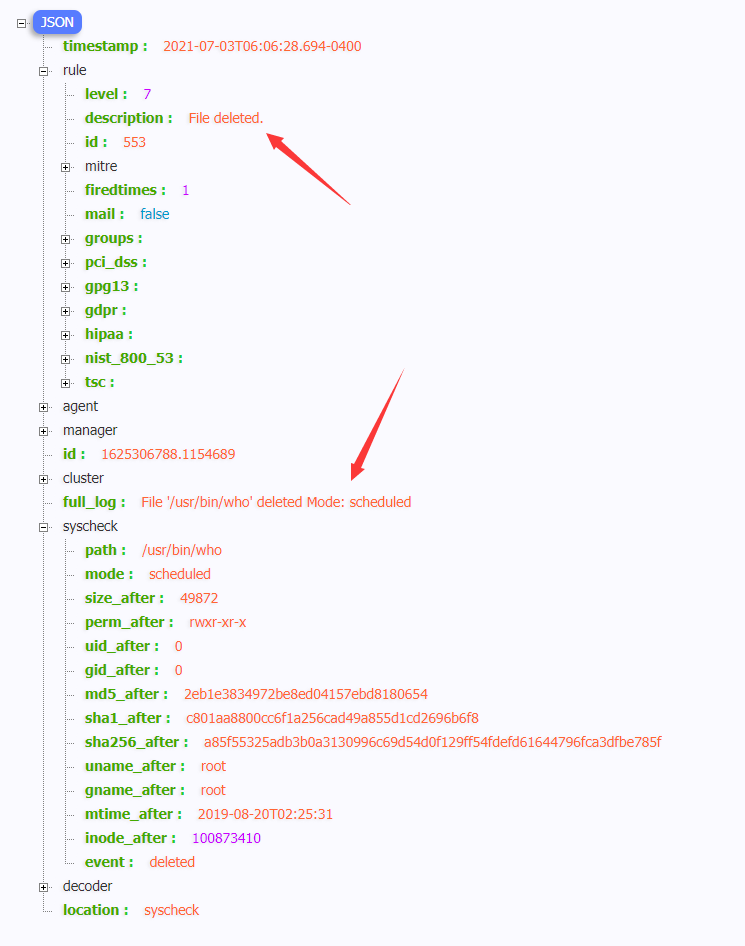 JSON
timestamp : 2021-07-03T06:06:28.694-0400
rule
level : 7
description : File deleted.
id : 553
mitre
firedtimes : 1
mail : false
groups :
pci_dss :
gpg13 :
gdpr :
hipaa :
nist_800_53 :
tsc :
agent
manager
id : 1625306788.1154689
cluster
full_log : File '/usr/bin/who' deleted Mode: scheduled
syscheck
path : /usr/bin/who
mode : scheduled
size_after : 49872
perm_after : rwxr-xr-x
uid_after : 0
gid_after : 0
md5_after : 2eb1e3834972be8ed04157ebd8180654
sha1_after : c801aa8800cc6f1a256cad49a855d1cd2696b6f8
sha256_after : a85f55325adb3b0a3130996c69d54d0f129ff54fdefd61644796fca3dfbe785f
uname_after : root
gname_after : root
mtime_after : 2019-08-20T02:25:31
inode_after : 100873410
event : deleted
decoder
location : syscheck